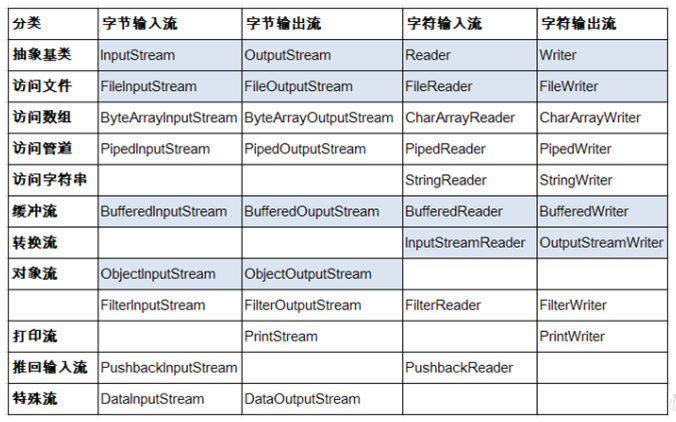 分类 字节输入流 字节输出流 字符输入流 字符输出流
抽象基类 InputStream OutputStream Reader Writer
访问文件 FileInputStream FileOutputStream FileReader FileWriter
访问数组 ByteArrayInputStream ByteArrayOutputStream CharArrayReader CharArrayWriter
访问管道 PipedInputStream PipedOutputStream PipedReader PipedWriter
访问字符串 StringReader StringWriter
缓冲流 BufferedInputStream BufferedOuputStream BufferedReader BufferedWriter
转换流 InputStreamReader OutputStreamWriter
对象流 ObjectInputStream ObjectOutputStream
FilterInputStream FilterOutputStream FilterReader FilterWriter
打印流 PrintStream PrintWriter
推回输入流 PushbackInputStream PushbackReader
特殊流 DataInputStream DataOutputStream